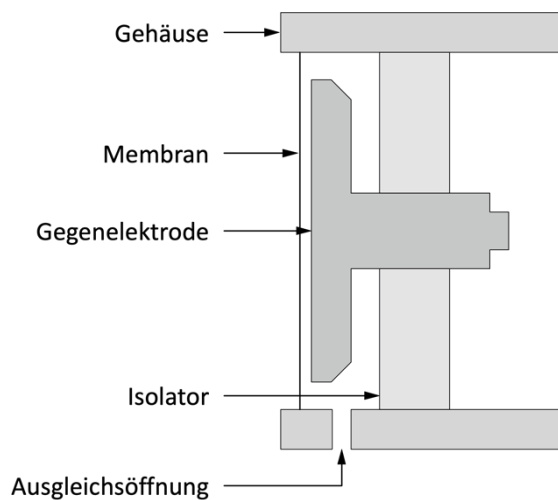 Gehäuse
Membran
Gegenelektrode
Isolator
Ausgleichsöffnung